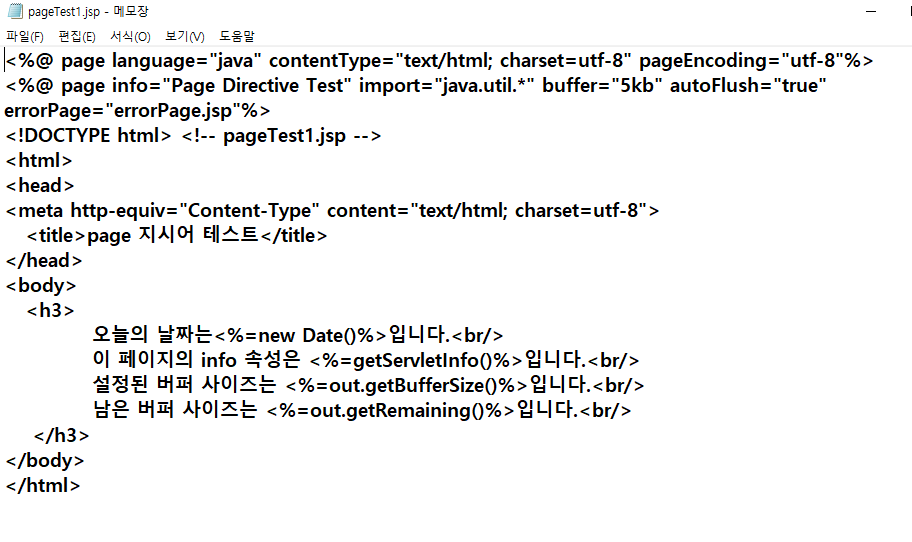 pageTest1.jsp - 메모장
파일(F) 편집(E) 서식(O) 보기(V) 도움말
<%@ page language="java" contentType="text/html; charset=utf-8" pageEncoding="utf-8"%>
<%@ page info="Page Directive Test" import="java.util.*" buffer="5kb" autoFlush="true"
errorPage="errorPage.jsp"%>
<!DOCTYPE html> <!-- pageTest1.jsp -->
<html>
<head>
<meta http-equiv="Content-Type" content="text/html; charset=utf-8">
<title>page 지시어 테스트</title>
</head>
<body>
<h3>
오늘의 날짜는<%=new Date()%>입니다.<br/>
이 페이지의 info 속성은 <%=getServletInfo()%>입니다.<br/>
설정된 버퍼 사이즈는 <%=out.getBufferSize()%>입니다.<br/>
남은 버퍼 사이즈는 <%=out.getRemaining()%>입니다.<br/>
</h3>
</body>
</html>